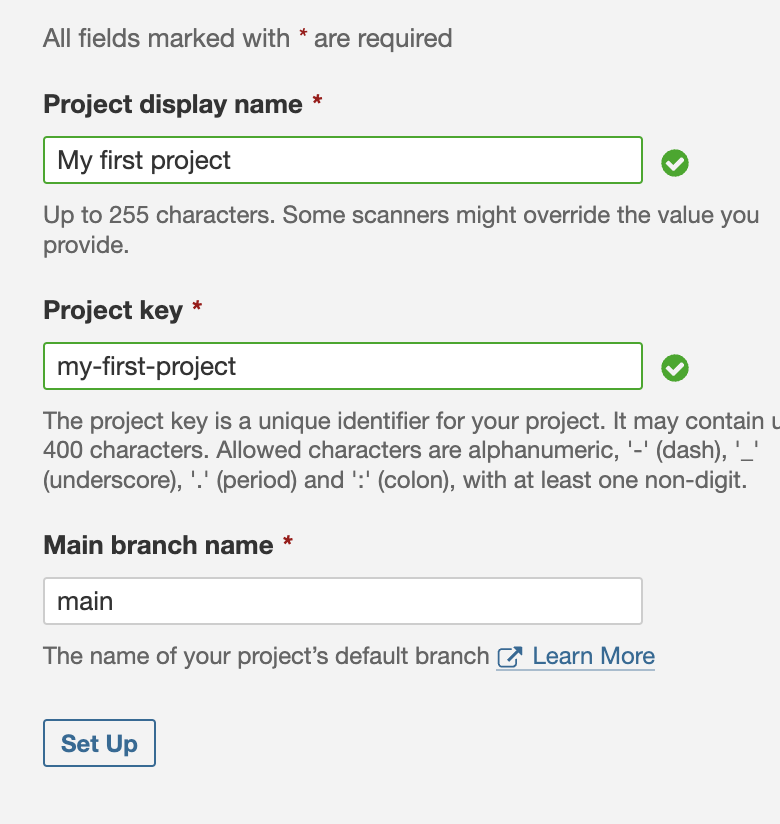 All fields marked with * are required
Project display name *
My first project
Up to 255 characters. Some scanners might override the value you
provide.
Project key *
my-first-project
The project key is a unique identifier for your project. It may contain
400 characters. Allowed characters are alphanumeric, '-' (dash), '_'
(underscore), '.' (period) and ':' (colon), with at least one non-digit.
Main branch name *
main
The name of your project’s default branch Learn More
Set Up